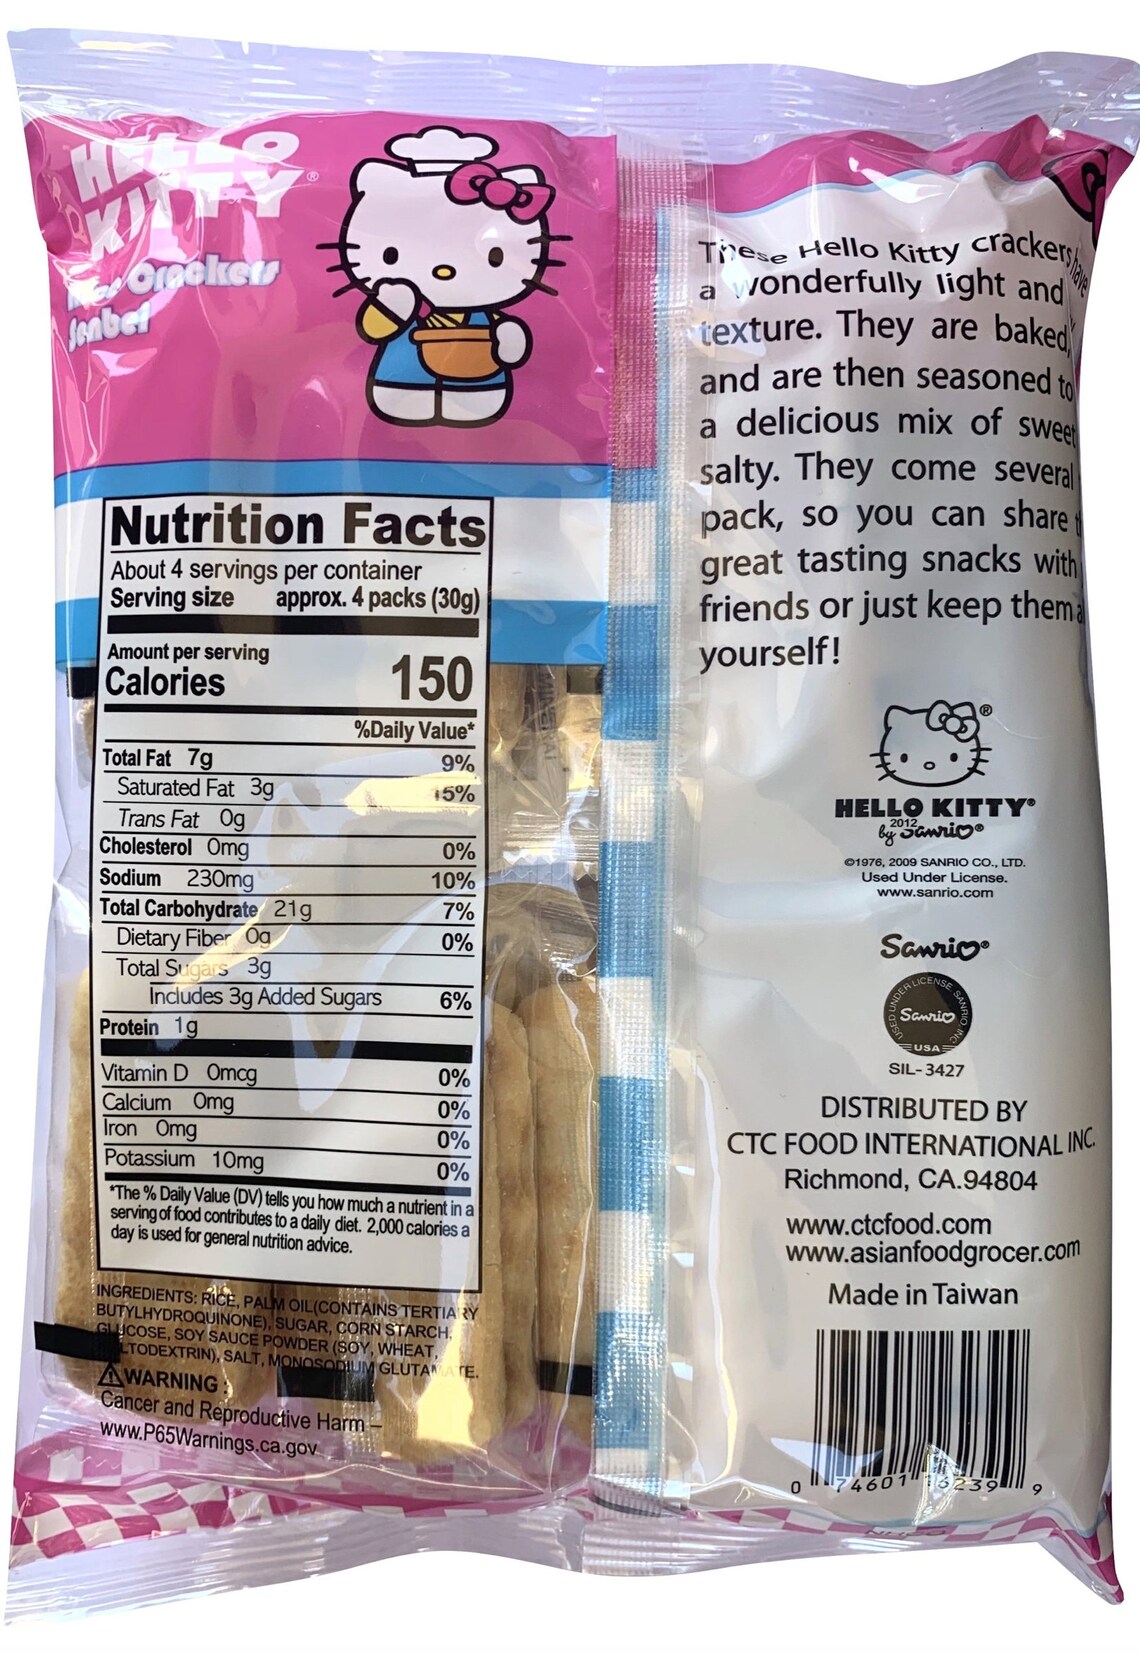 HELLO
KITTY®
Crackers
Senbei
Nutrition Facts
About 4 servings per container
Serving size approx. 4 packs (30g)
Amount per serving
Calories 150
%Daily Value*
Total Fat 7g 9%
Saturated Fat 3g 15%
Trans Fat 0g
Cholesterol 0mg 0%
Sodium 230mg 10%
Total Carbohydrate 21g 7%
Dietary Fiber 0g 0%
Total Sugars 3g
Includes 3g Added Sugars 6%
Protein 1g
Vitamin D 0mcg 0%
Calcium 0mg 0%
Iron 0mg 0%
Potassium 10mg 0%
*The % Daily Value (DV) tells you how much a nutrient in a
serving of food contributes to a daily diet. 2,000 calories a
day is used for general nutrition advice.
INGREDIENTS: RICE, PALM OIL(CONTAINS TERTIARY
BUTYLHYDROQUINONE), SUGAR, CORN STARCH,
GLUCOSE, SOY SAUCE POWDER (SOY, WHEAT,
LTODEXTRIN), SALT, MONOSODIUM GLUTAMATE.
WARNING :
Cancer and Reproductive Harm –
www.P65Warnings.ca.gov
These Hello Kitty crackers have
a wonderfully light and
texture. They are baked,
and are then seasoned to
a delicious mix of sweet
salty. They come several
pack, so you can share
great tasting snacks with
friends or just keep them
yourself!
®
HELLO KITTY®
2012
by Sanrio®
©1976, 2009 SANRIO CO., LTD.
Used Under License.
www.sanrio.com
Sanrio®
USED UNDER LICENSE SANRIO, INC.
Sanrio
USA
SIL-3427
DISTRIBUTED BY
CTC FOOD INTERNATIONAL INC.
Richmond, CA.94804
www.ctcfood.com
www.asianfoodgrocer.com
Made in Taiwan
0 74601 16239 9